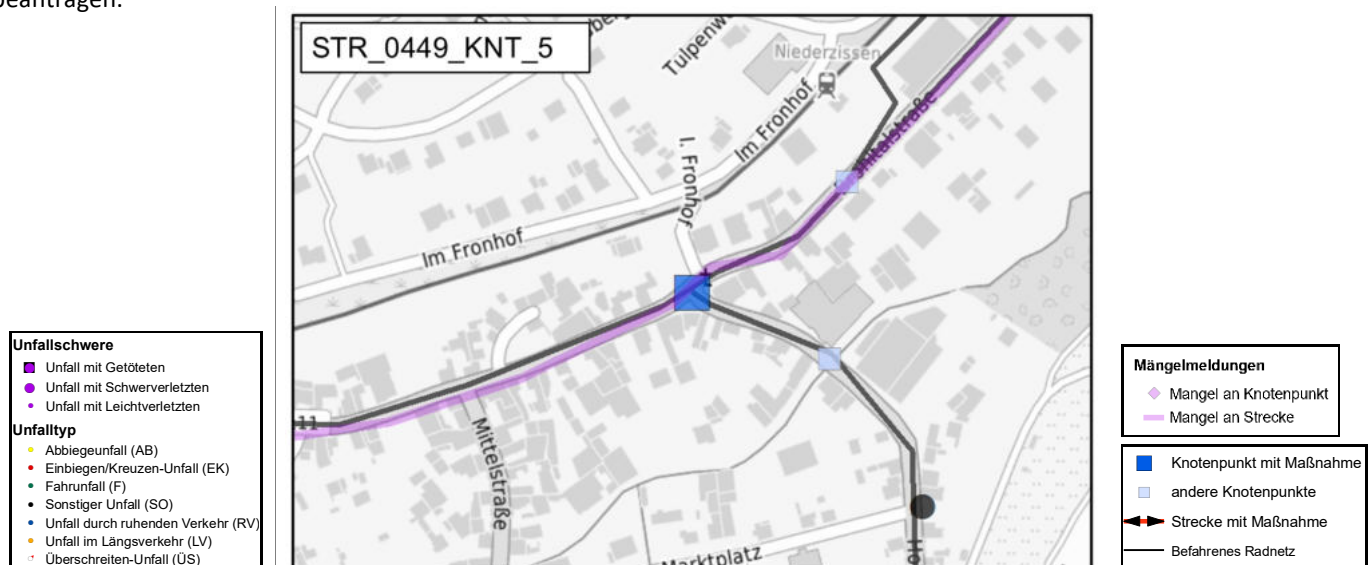 beantragen.
STR_0449_KNT_5
Tulpenw
Niederzissen
Im Fronhof
I. Fronhof
Im Fronhof
11
Mittelstraße
Marktplatz
Ho
Unfallschwere
Unfall mit Getöteten
Unfall mit Schwerverletzten
Unfall mit Leichtverletzten
Unfalltyp
Abbiegeunfall (AB)
Einbiegen/Kreuzen-Unfall (EK)
Fahrunfall (F)
Sonstiger Unfall (SO)
Unfall durch ruhenden Verkehr (RV)
Unfall im Längsverkehr (LV)
Überschreiten-Unfall (ÜS)
Mängelmeldungen
Mangel an Knotenpunkt
Mangel an Strecke
Knotenpunkt mit Maßnahme
andere Knotenpunkte
Strecke mit Maßnahme
Befahrenes Radnetz